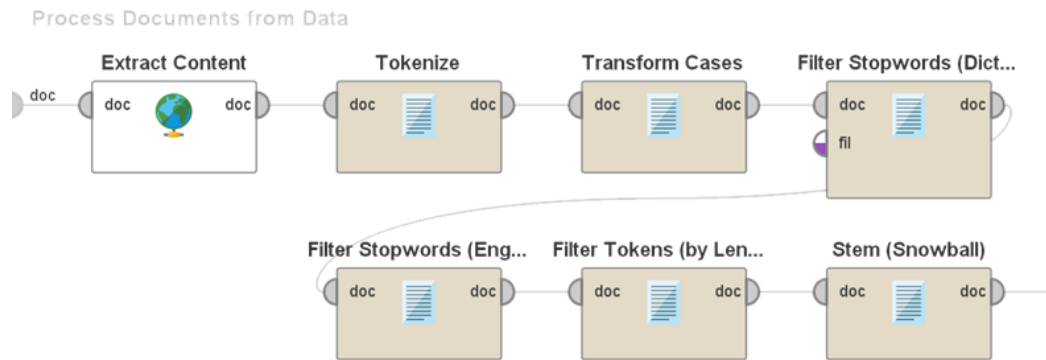 Process Documents from Data
Extract Content
Tokenize
Transform Cases
Filter Stopwords (Dict...
doc
doc doc
doc doc
doc doc
doc doc
fil
Filter Stopwords (Eng...
Filter Tokens (by Len...
Stem (Snowball)
doc doc
doc doc
doc doc